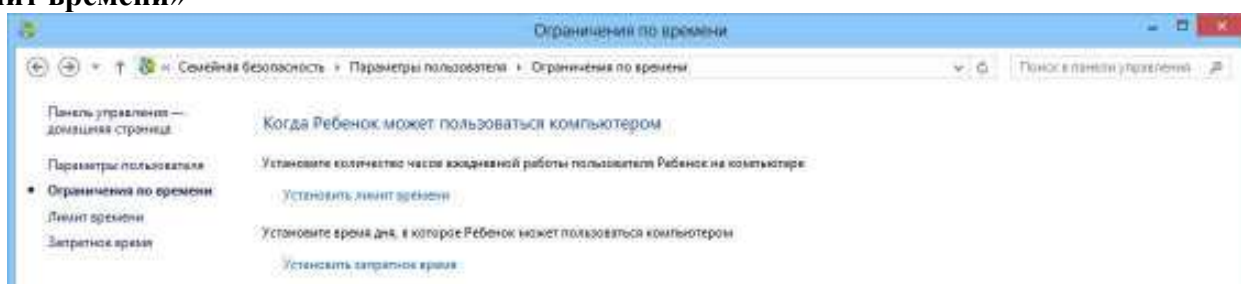 ит времени»
Ограничения по времени
« Семейная безопасность › Параметры пользователя › Ограничения по времени
Поиск в панели управления
Панель управления —
домашняя страница
Параметры пользователя
• Ограничения по времени
Лимит времени
Запретное время
Когда Ребенок может пользоваться компьютером
Установите количество часов ежедневной работы пользователя Ребенок на компьютере
Установить лимит времени
Установите время дня, в которое Ребенок может пользоваться компьютером
Установить запретное время